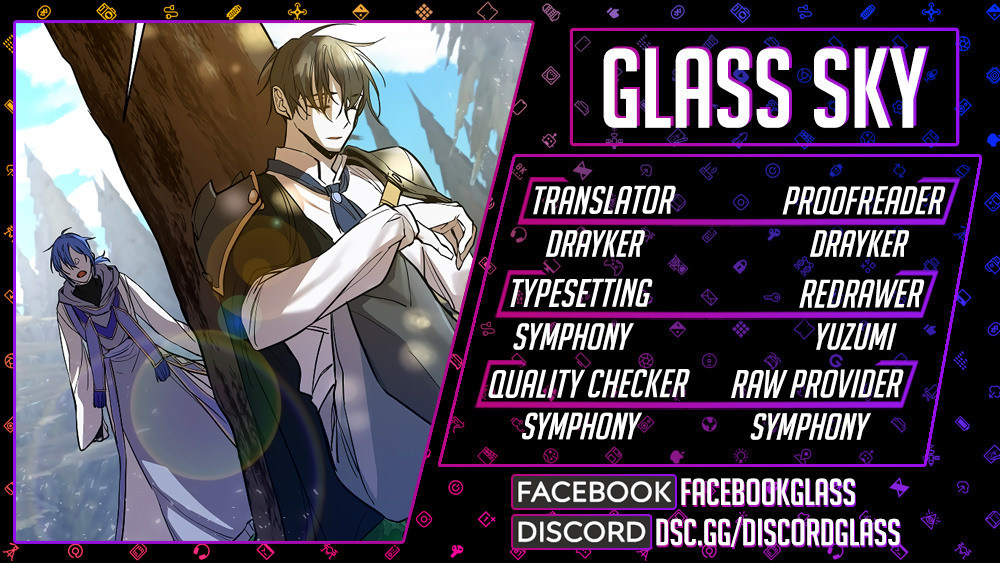 GLASS SKY
TRANSLATOR PROOFREADER
DRAYKER DRAYKER
TYPESETTING REDRAWER
SYMPHONY YUZUMI
QUALITY CHECKER RAW PROVIDER
SYMPHONY SYMPHONY
FACEBOOK FACEBOOKGLASS
DISCORD DSC.GG/DISCORDGLASS